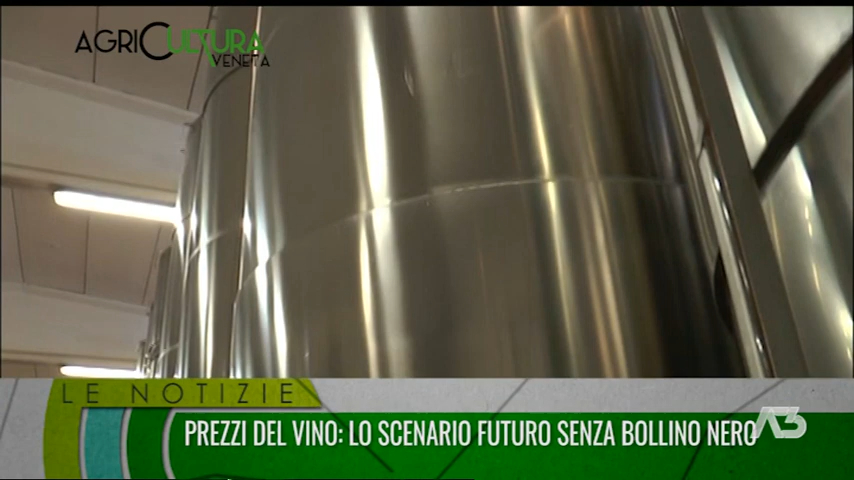 AGRICULTURA
VENETA
LE NOTIZIE
PREZZI DEL VINO: LO SCENARIO FUTURO SENZA BOLLINO NERO
A3